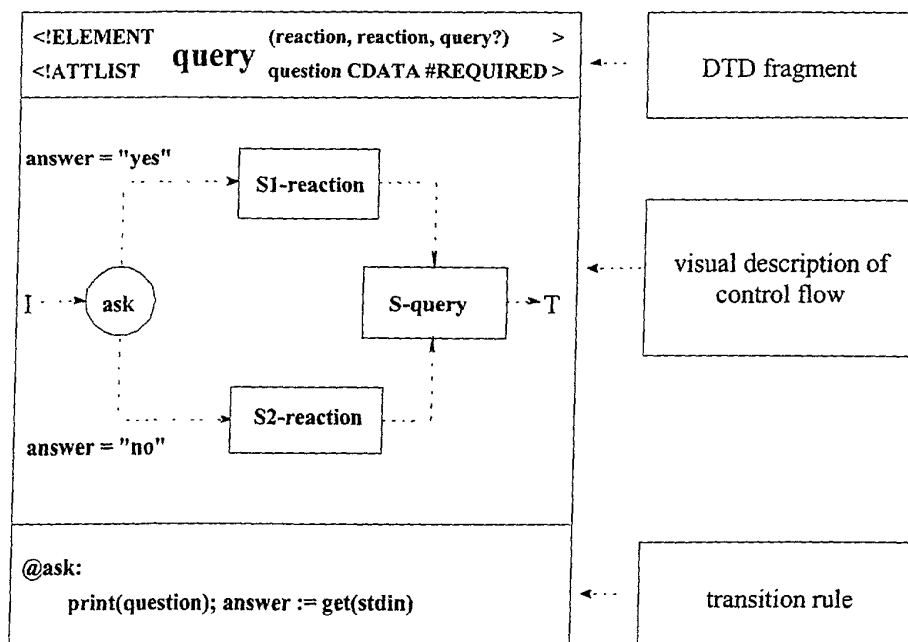 <!ELEMENT query (reaction, reaction, query?) >
<!ATTLIST question CDATA #REQUIRED >
DTD fragment
answer = "yes"
S1-reaction
I
ask
S-query
T
visual description of
control flow
S2-reaction
answer = "no"
@ask:
print(question); answer := get(stdin)
transition rule